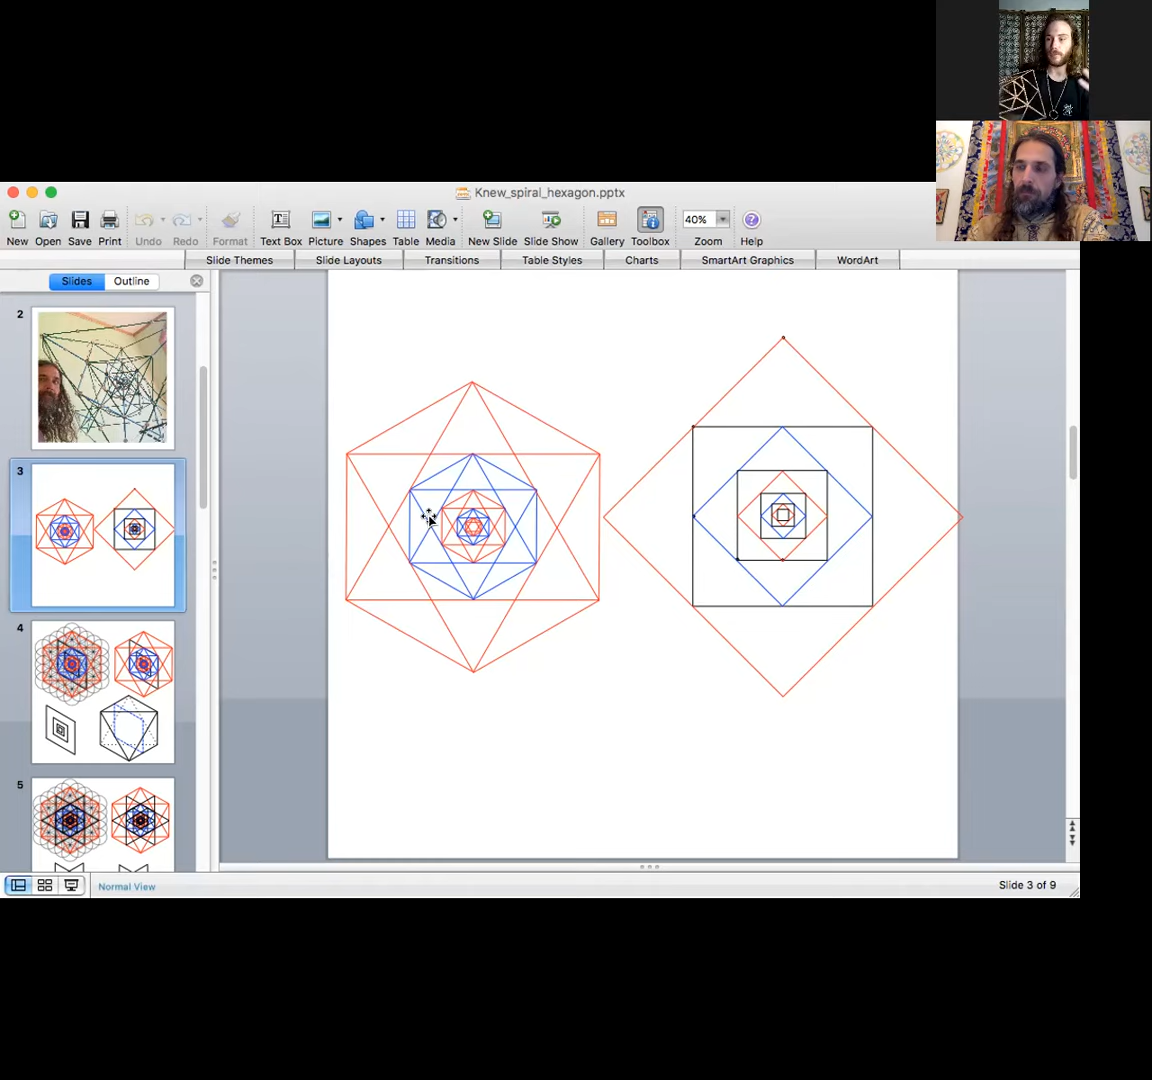 Knew_spiral_hexagon.pptx
New Open Save Print Undo Redo Format Text Box Picture Shapes Table Media New Slide Slide Show Gallery Toolbox 40% Zoom Help
Slide Themes Slide Layouts Transitions Table Styles Charts SmartArt Graphics WordArt
Slides Outline
2
3
4
5
Normal View
Slide 3 of 9